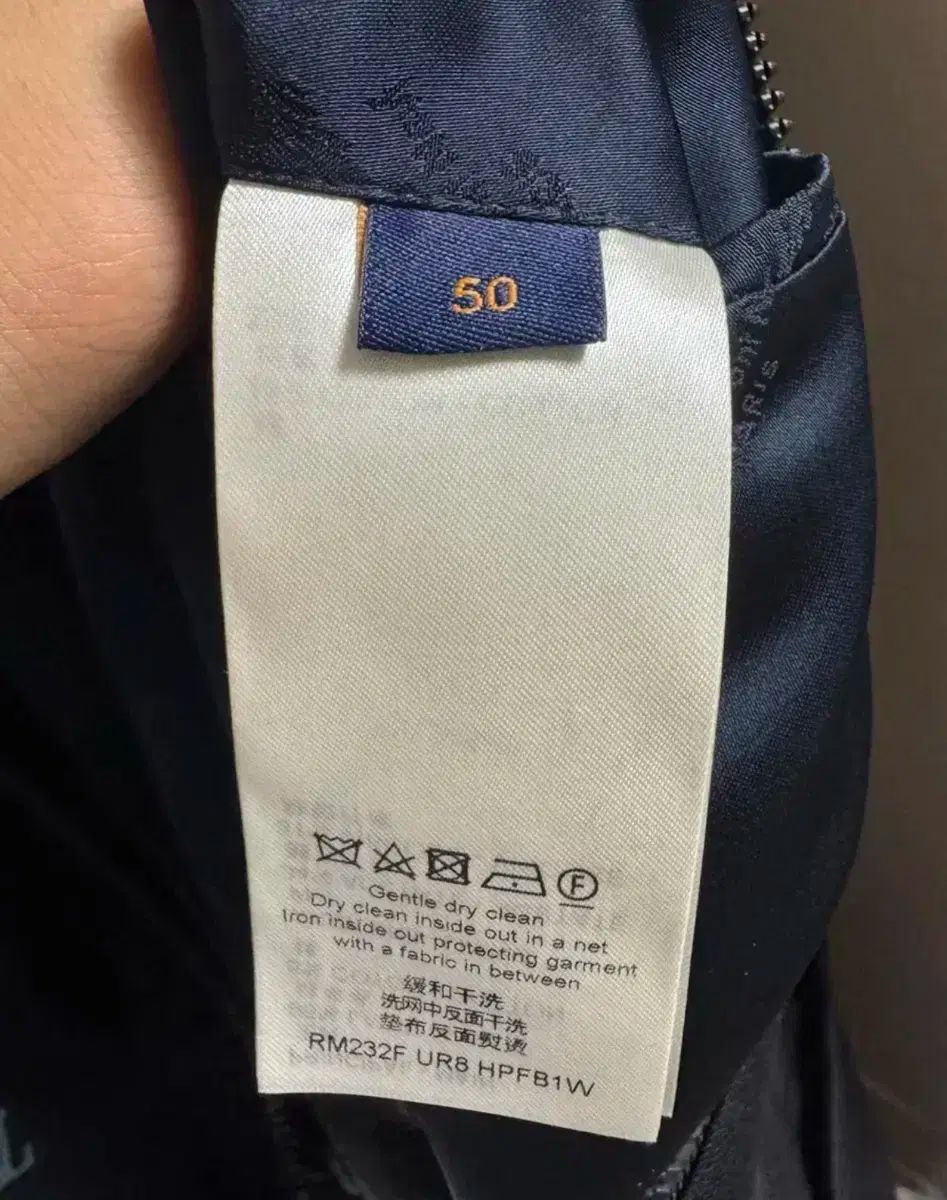 50
ARIS
F
Gentle dry clean
Dry clean inside out in a net
Iron inside out protecting garment
with a fabric in between
缓和干洗
洗网中反面干洗
垫布反面熨烫
RM232F UR8 HPFB1W